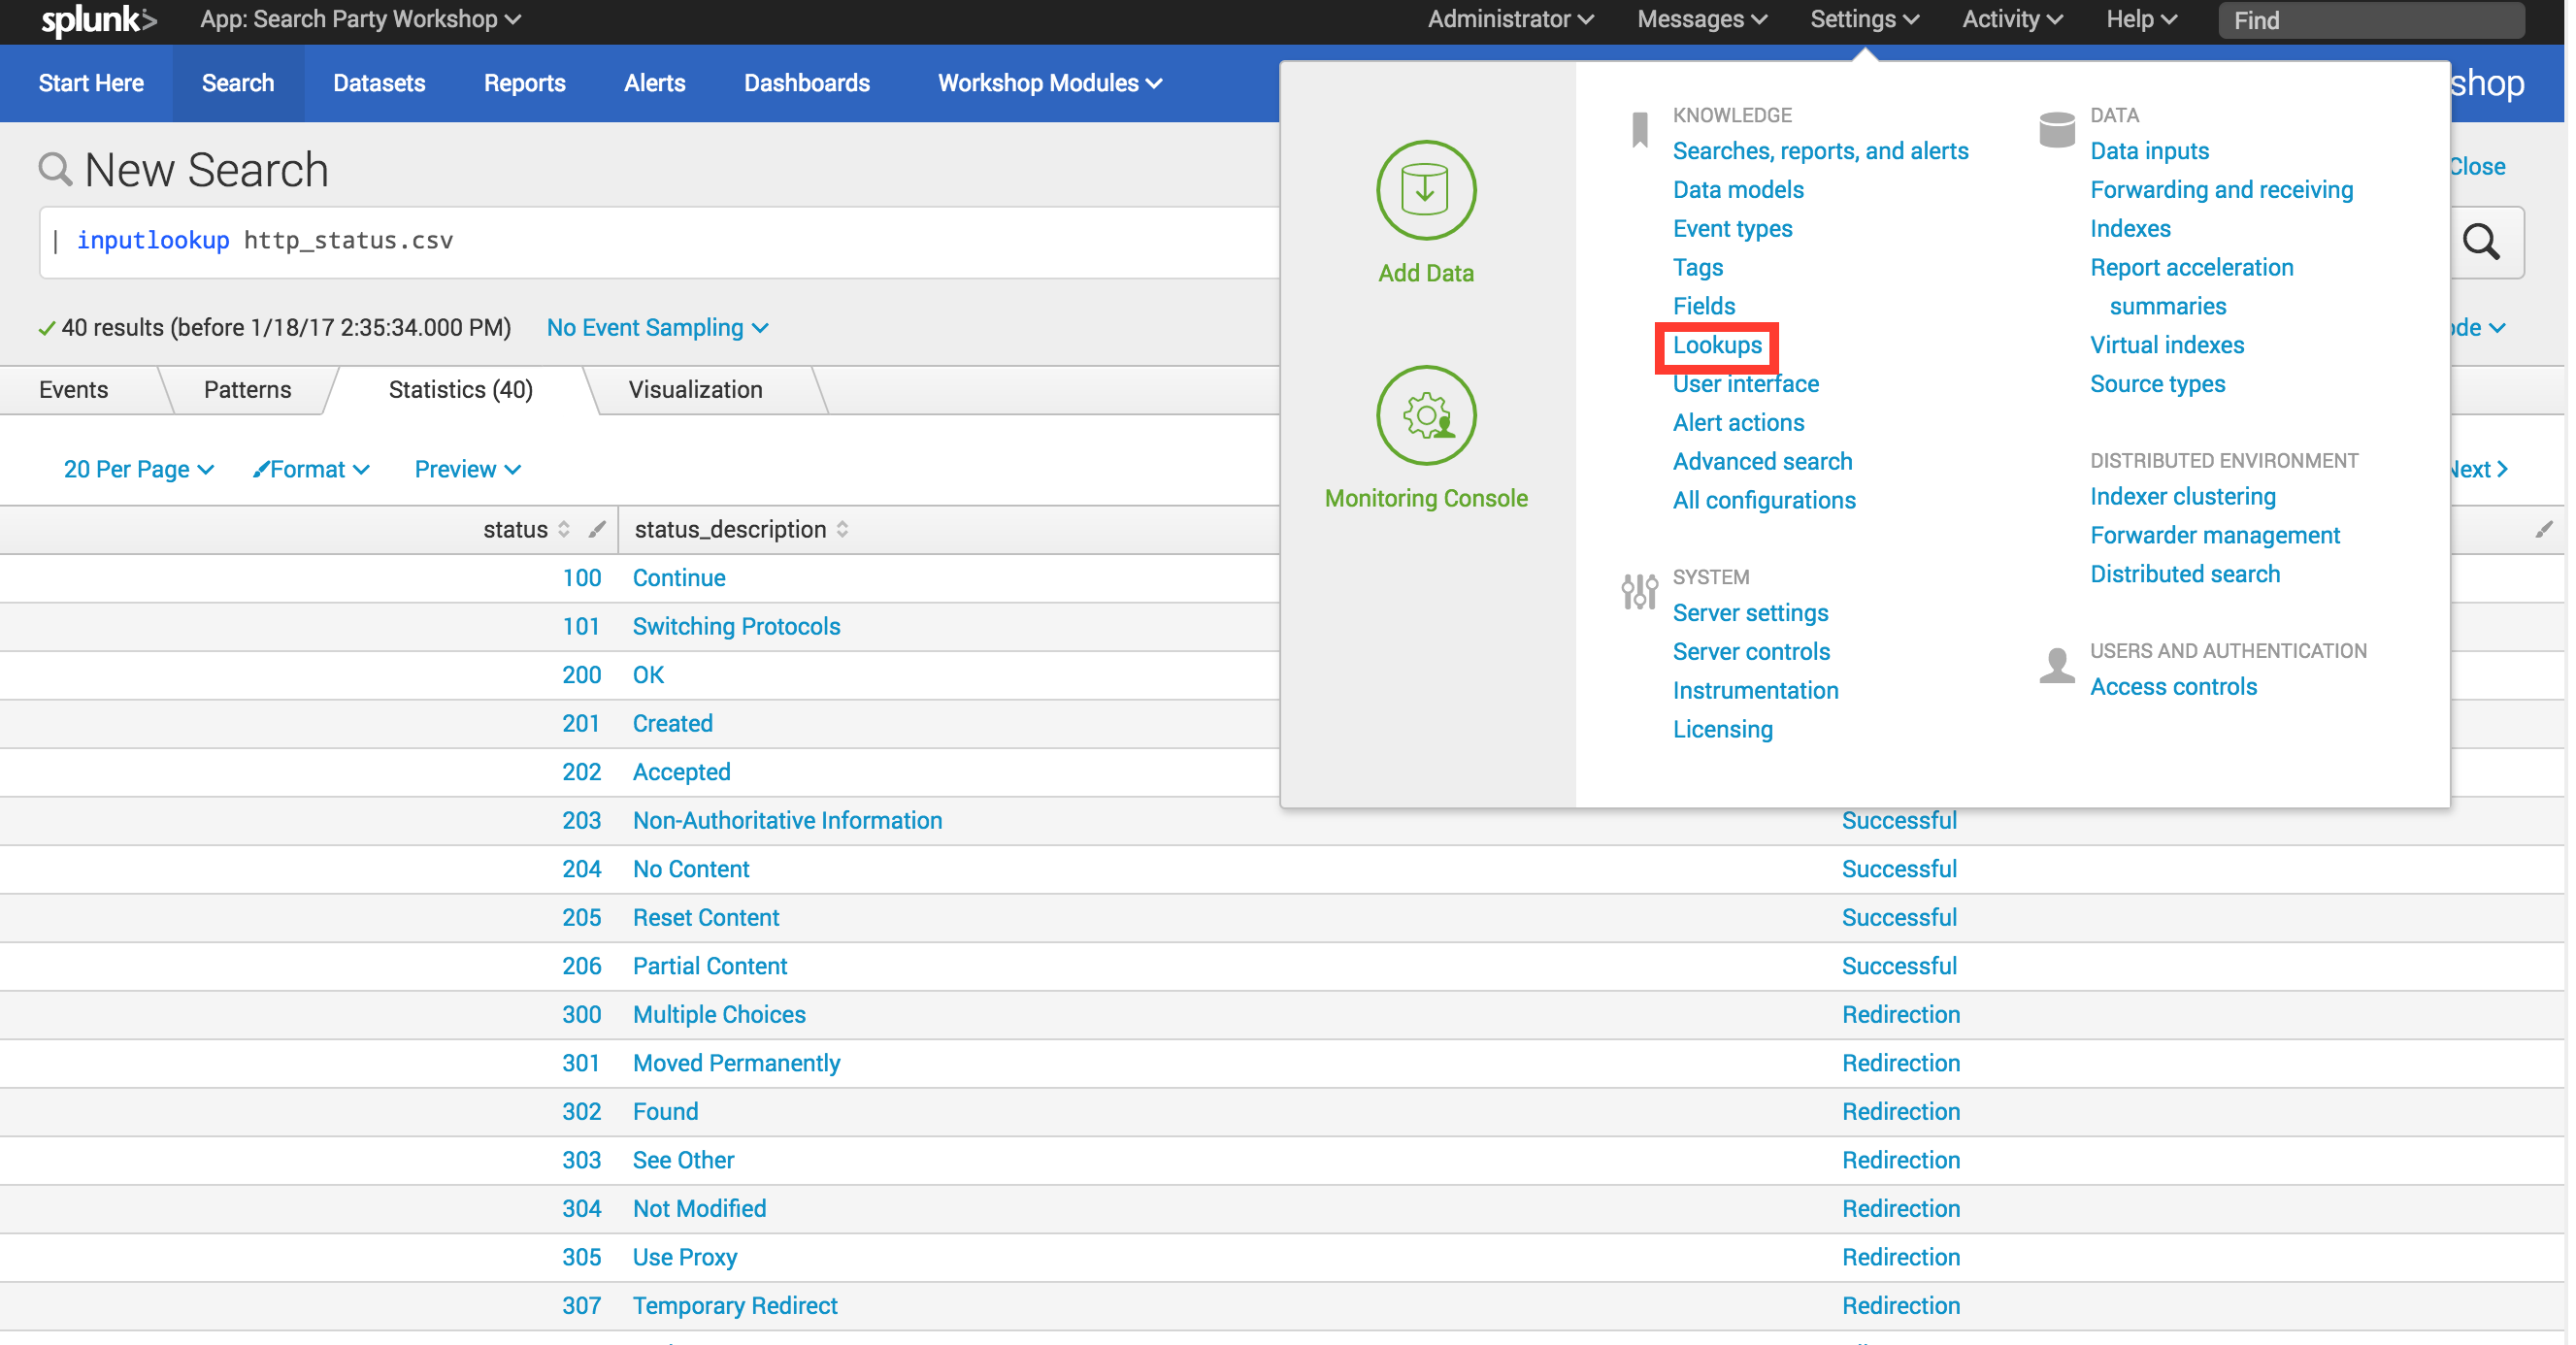 splunk> App: Search Party Workshop Administrator Messages Settings Activity Help Find
Start Here Search Datasets Reports Alerts Dashboards Workshop Modules shop
New Search Close
| inputlookup http_status.csv
40 results (before 1/18/17 2:35:34.000 PM) No Event Sampling
Events Patterns Statistics (40) Visualization
20 Per Page Format Preview Next
status status_description
Add Data
Monitoring Console
KNOWLEDGE
Searches, reports, and alerts
Data models
Event types
Tags
Fields
Lookups
User interface
Alert actions
Advanced search
All configurations
SYSTEM
Server settings
Server controls
Instrumentation
Licensing
DATA
Data inputs
Forwarding and receiving
Indexes
Report acceleration
summaries
Virtual indexes
Source types
DISTRIBUTED ENVIRONMENT
Indexer clustering
Forwarder management
Distributed search
USERS AND AUTHENTICATION
Access controls
100 Continue
101 Switching Protocols
200 OK
201 Created
202 Accepted
203 Non-Authoritative Information Successful
204 No Content Successful
205 Reset Content Successful
206 Partial Content Successful
300 Multiple Choices Redirection
301 Moved Permanently Redirection
302 Found Redirection
303 See Other Redirection
304 Not Modified Redirection
305 Use Proxy Redirection
307 Temporary Redirect Redirection